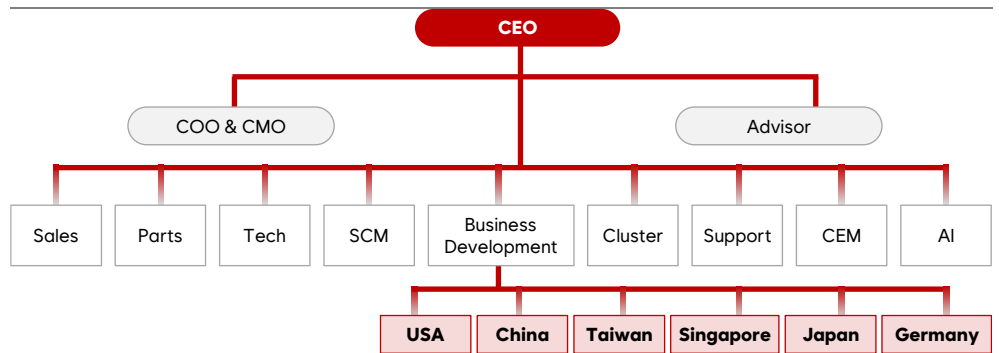 CEO
COO & CMO
Advisor
Sales
Parts
Tech
SCM
Business
Development
Cluster
Support
CEM
AI
USA
China
Taiwan
Singapore
Japan
Germany